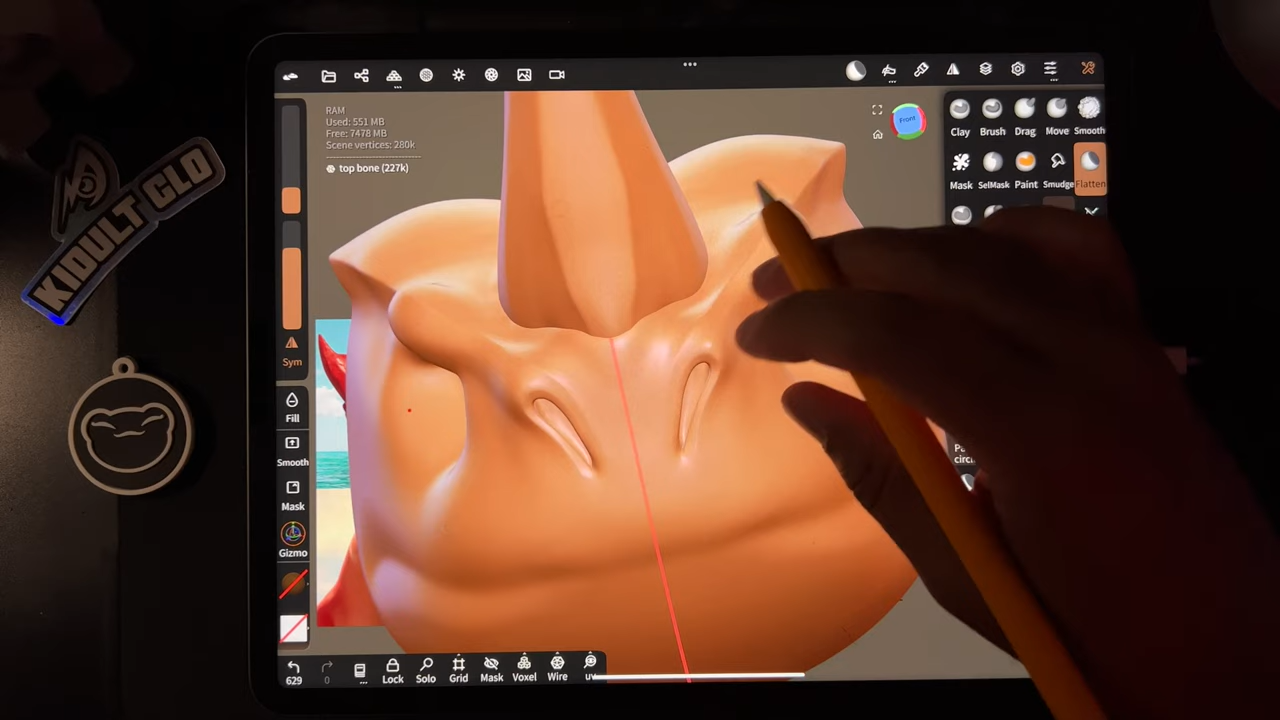 KIDULT CLO
RAM
Used: 551 MB
Free: 7478 MB
Scene vertices: 280k
top bone (227k)
Front
Clay
Brush
Drag
Move
Smooth
Mask
SelMask
Paint
Smudge
Flatten
Sym
Fill
Smooth
Mask
Gizmo
629
0
Lock
Solo
Grid
Mask
Voxel
Wire
circ